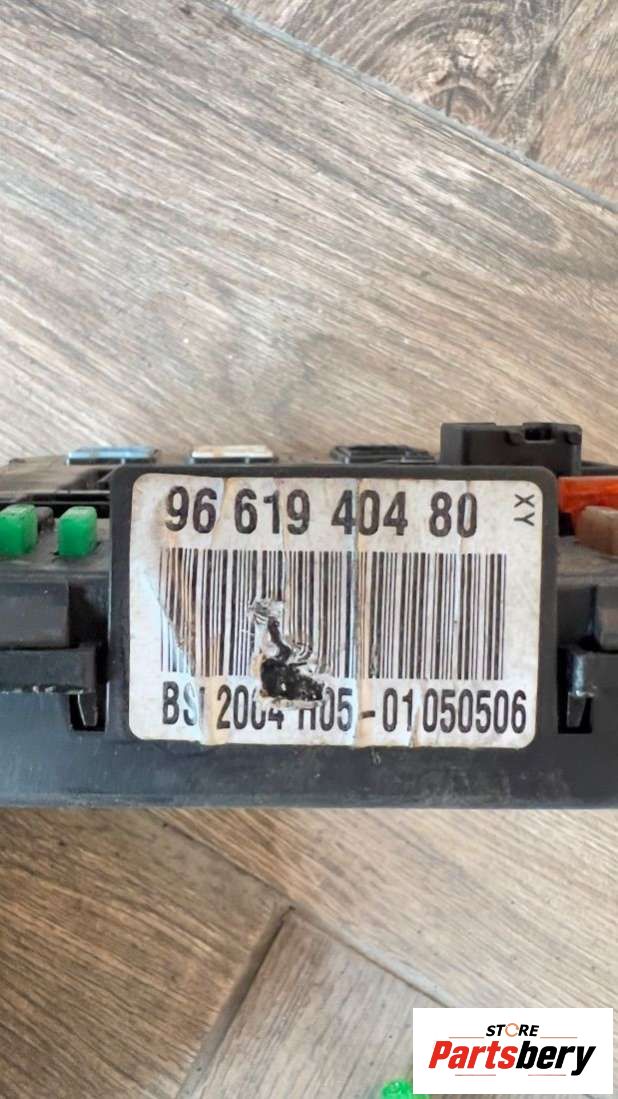 96 619 404 80
XY
BSI 2004 H05-01 050506
STORE
Partsbery